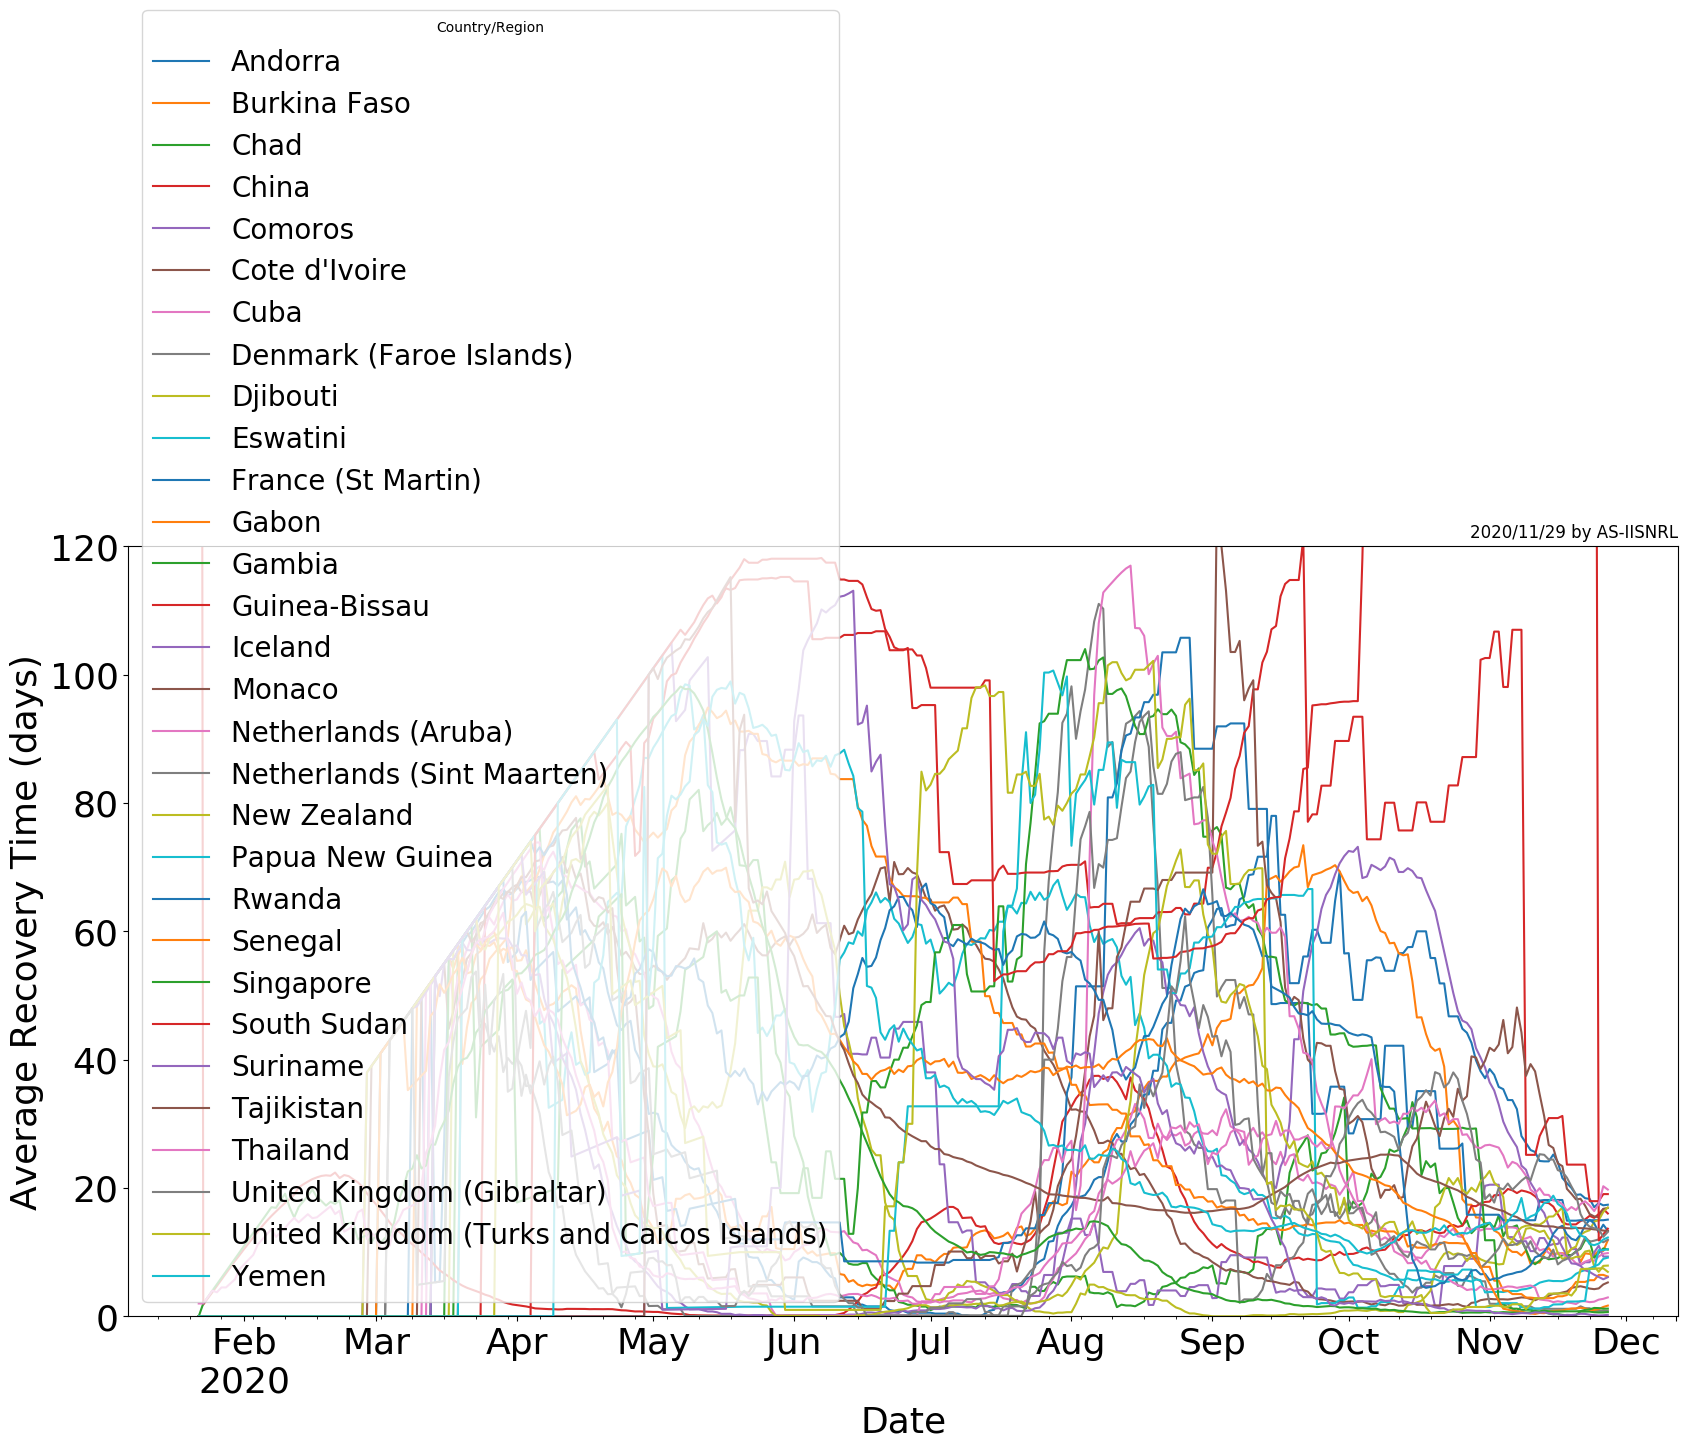 Country/Region
Andorra
Burkina Faso
Chad
China
Comoros
Cote d'Ivoire
Cuba
Denmark (Faroe Islands)
Djibouti
Eswatini
France (St Martin)
Gabon
Gambia
Guinea-Bissau
Iceland
Monaco
Netherlands (Aruba)
Netherlands (Sint Maarten)
New Zealand
Papua New Guinea
Rwanda
Senegal
Singapore
South Sudan
Suriname
Tajikistan
Thailand
United Kingdom (Gibraltar)
United Kingdom (Turks and Caicos Islands)
Yemen
2020/11/29 by AS-IISNRL
Average Recovery Time (days)
120
100
80
60
40
20
0
Feb Mar Apr May Jun Jul Aug Sep Oct Nov Dec
2020
Date